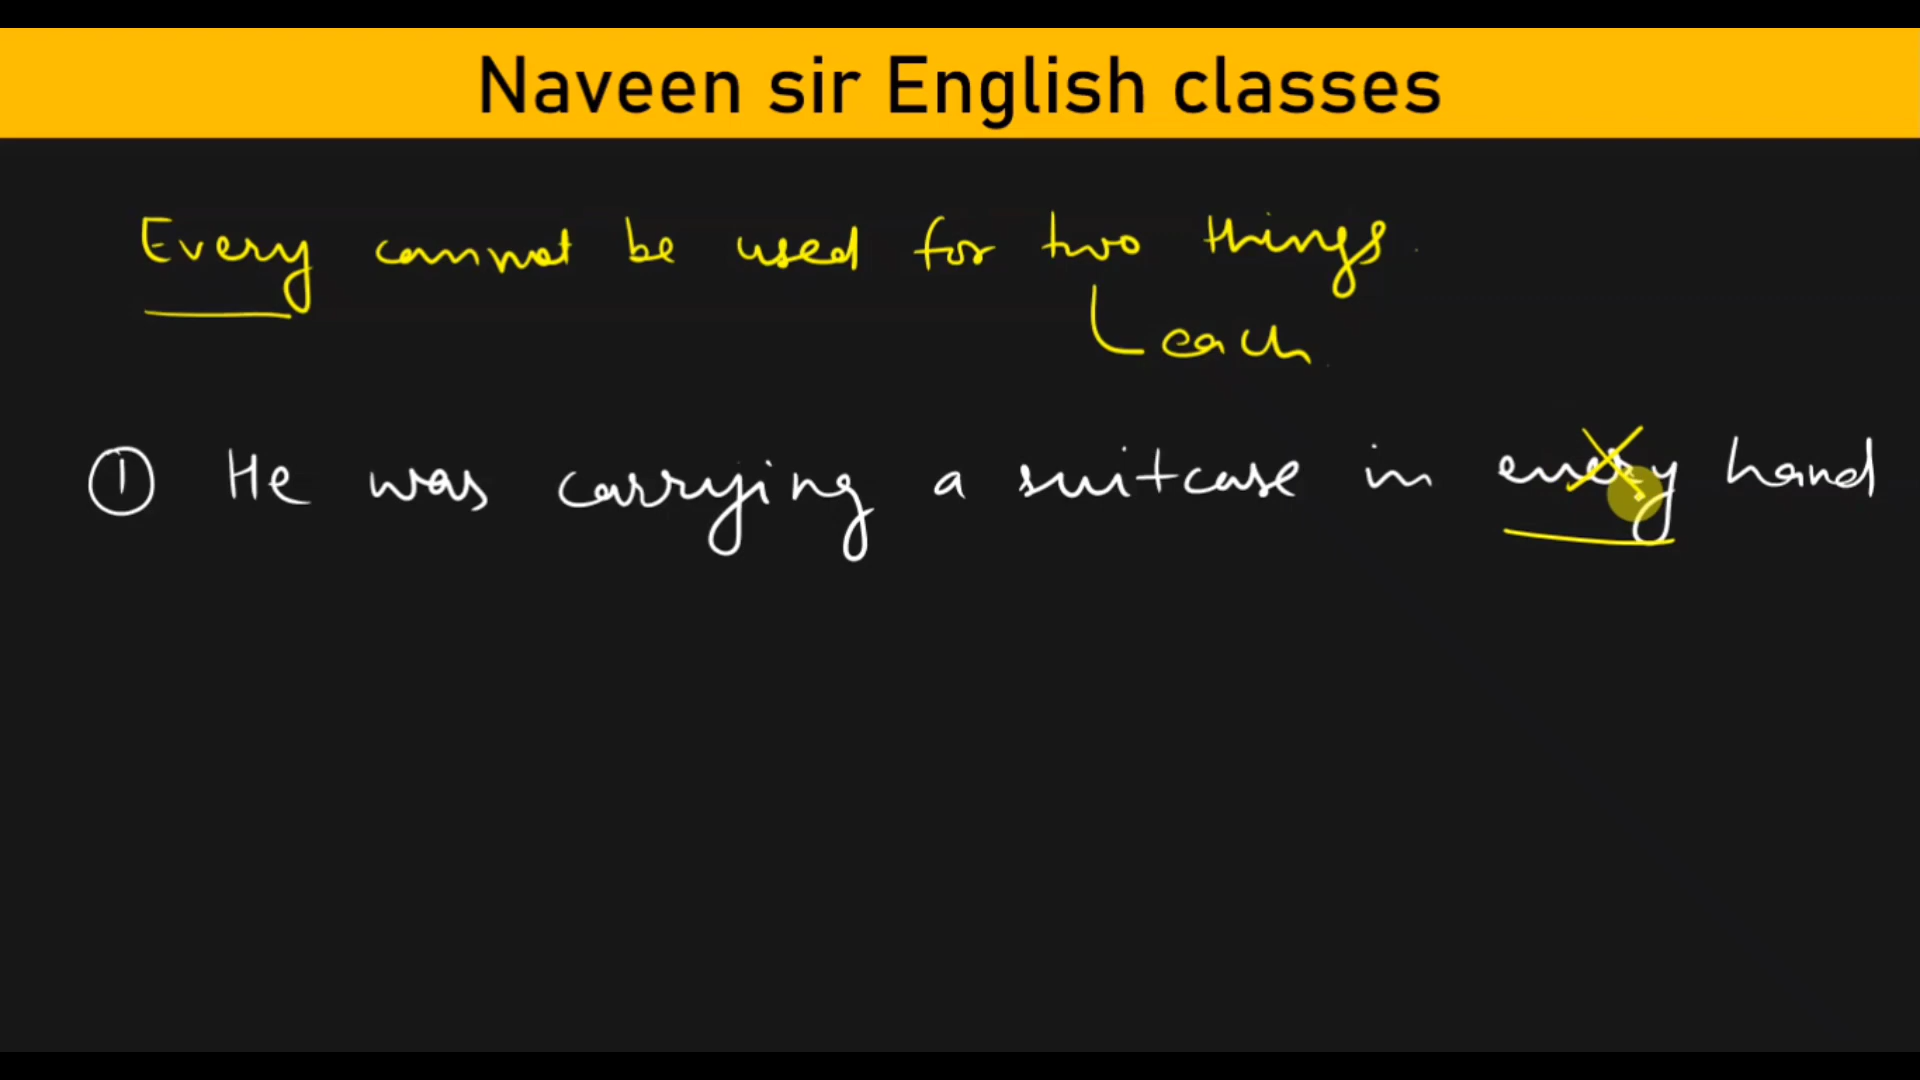 Naveen sir English classes
Every cannot be used for two things.
each
① He was carrying a suitcase in every hand